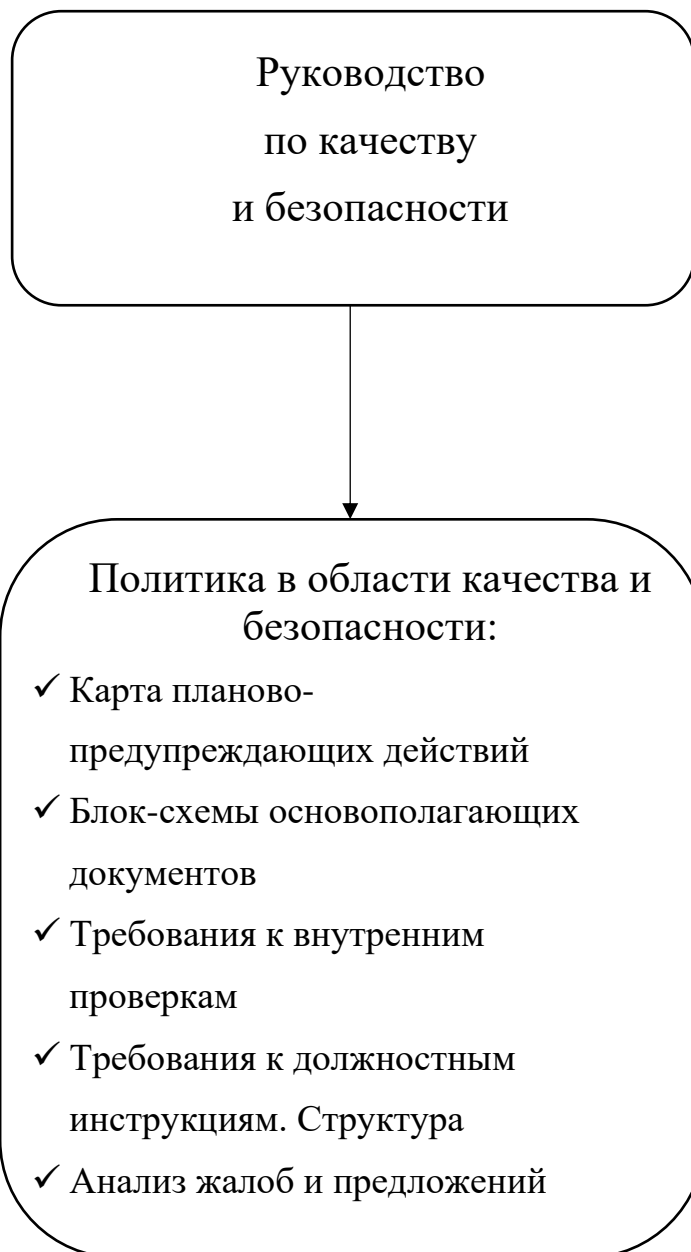 Руководство
по качеству
и безопасности
Политика в области качества и
безопасности:
✓ Карта планово-
предупреждающих действий
✓ Блок-схемы основополагающих
документов
✓ Требования к внутренним
проверкам
✓ Требования к должностным
инструкциям. Структура
✓ Анализ жалоб и предложений